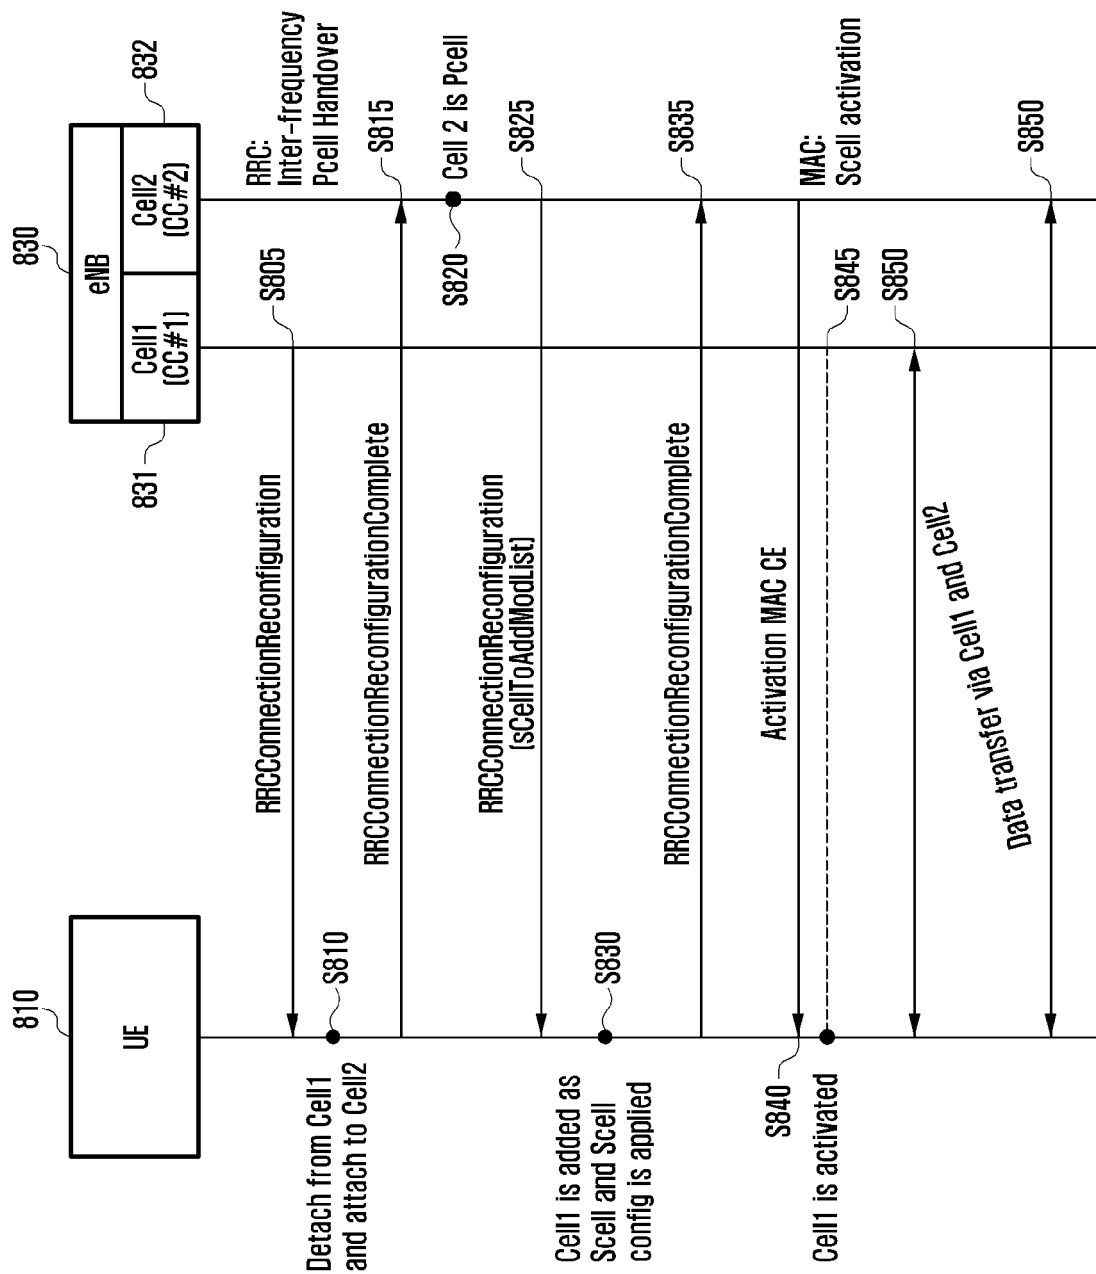 810
UE
830
eNB
831
Cell1
(CC#1)
Cell2
(CC#2)
832
RRC:
Inter-frequency
Pcell Handover
S805
RRCConnectionReconfiguration
S810
Detach from Cell1
and attach to Cell2
RRCConnectionReconfigurationComplete
S815
S820
Cell 2 is Pcell
RRCConnectionReconfiguration
(sCellToAddModList)
S825
S830
Cell1 is added as
Scell and Scell
config is applied
RRCConnectionReconfigurationComplete
S835
Activation MAC CE
S840
MAC:
Scell activation
Cell1 is activated
S845
S850
Data transfer via Cell1 and Cell2
S850